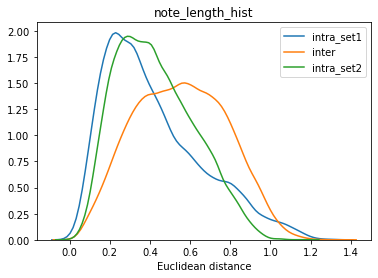 note_length_hist
2.00
1.75
1.50
1.25
1.00
0.75
0.50
0.25
0.00
intra_set1
inter
intra_set2
0.0 0.2 0.4 0.6 0.8 1.0 1.2 1.4
Euclidean distance